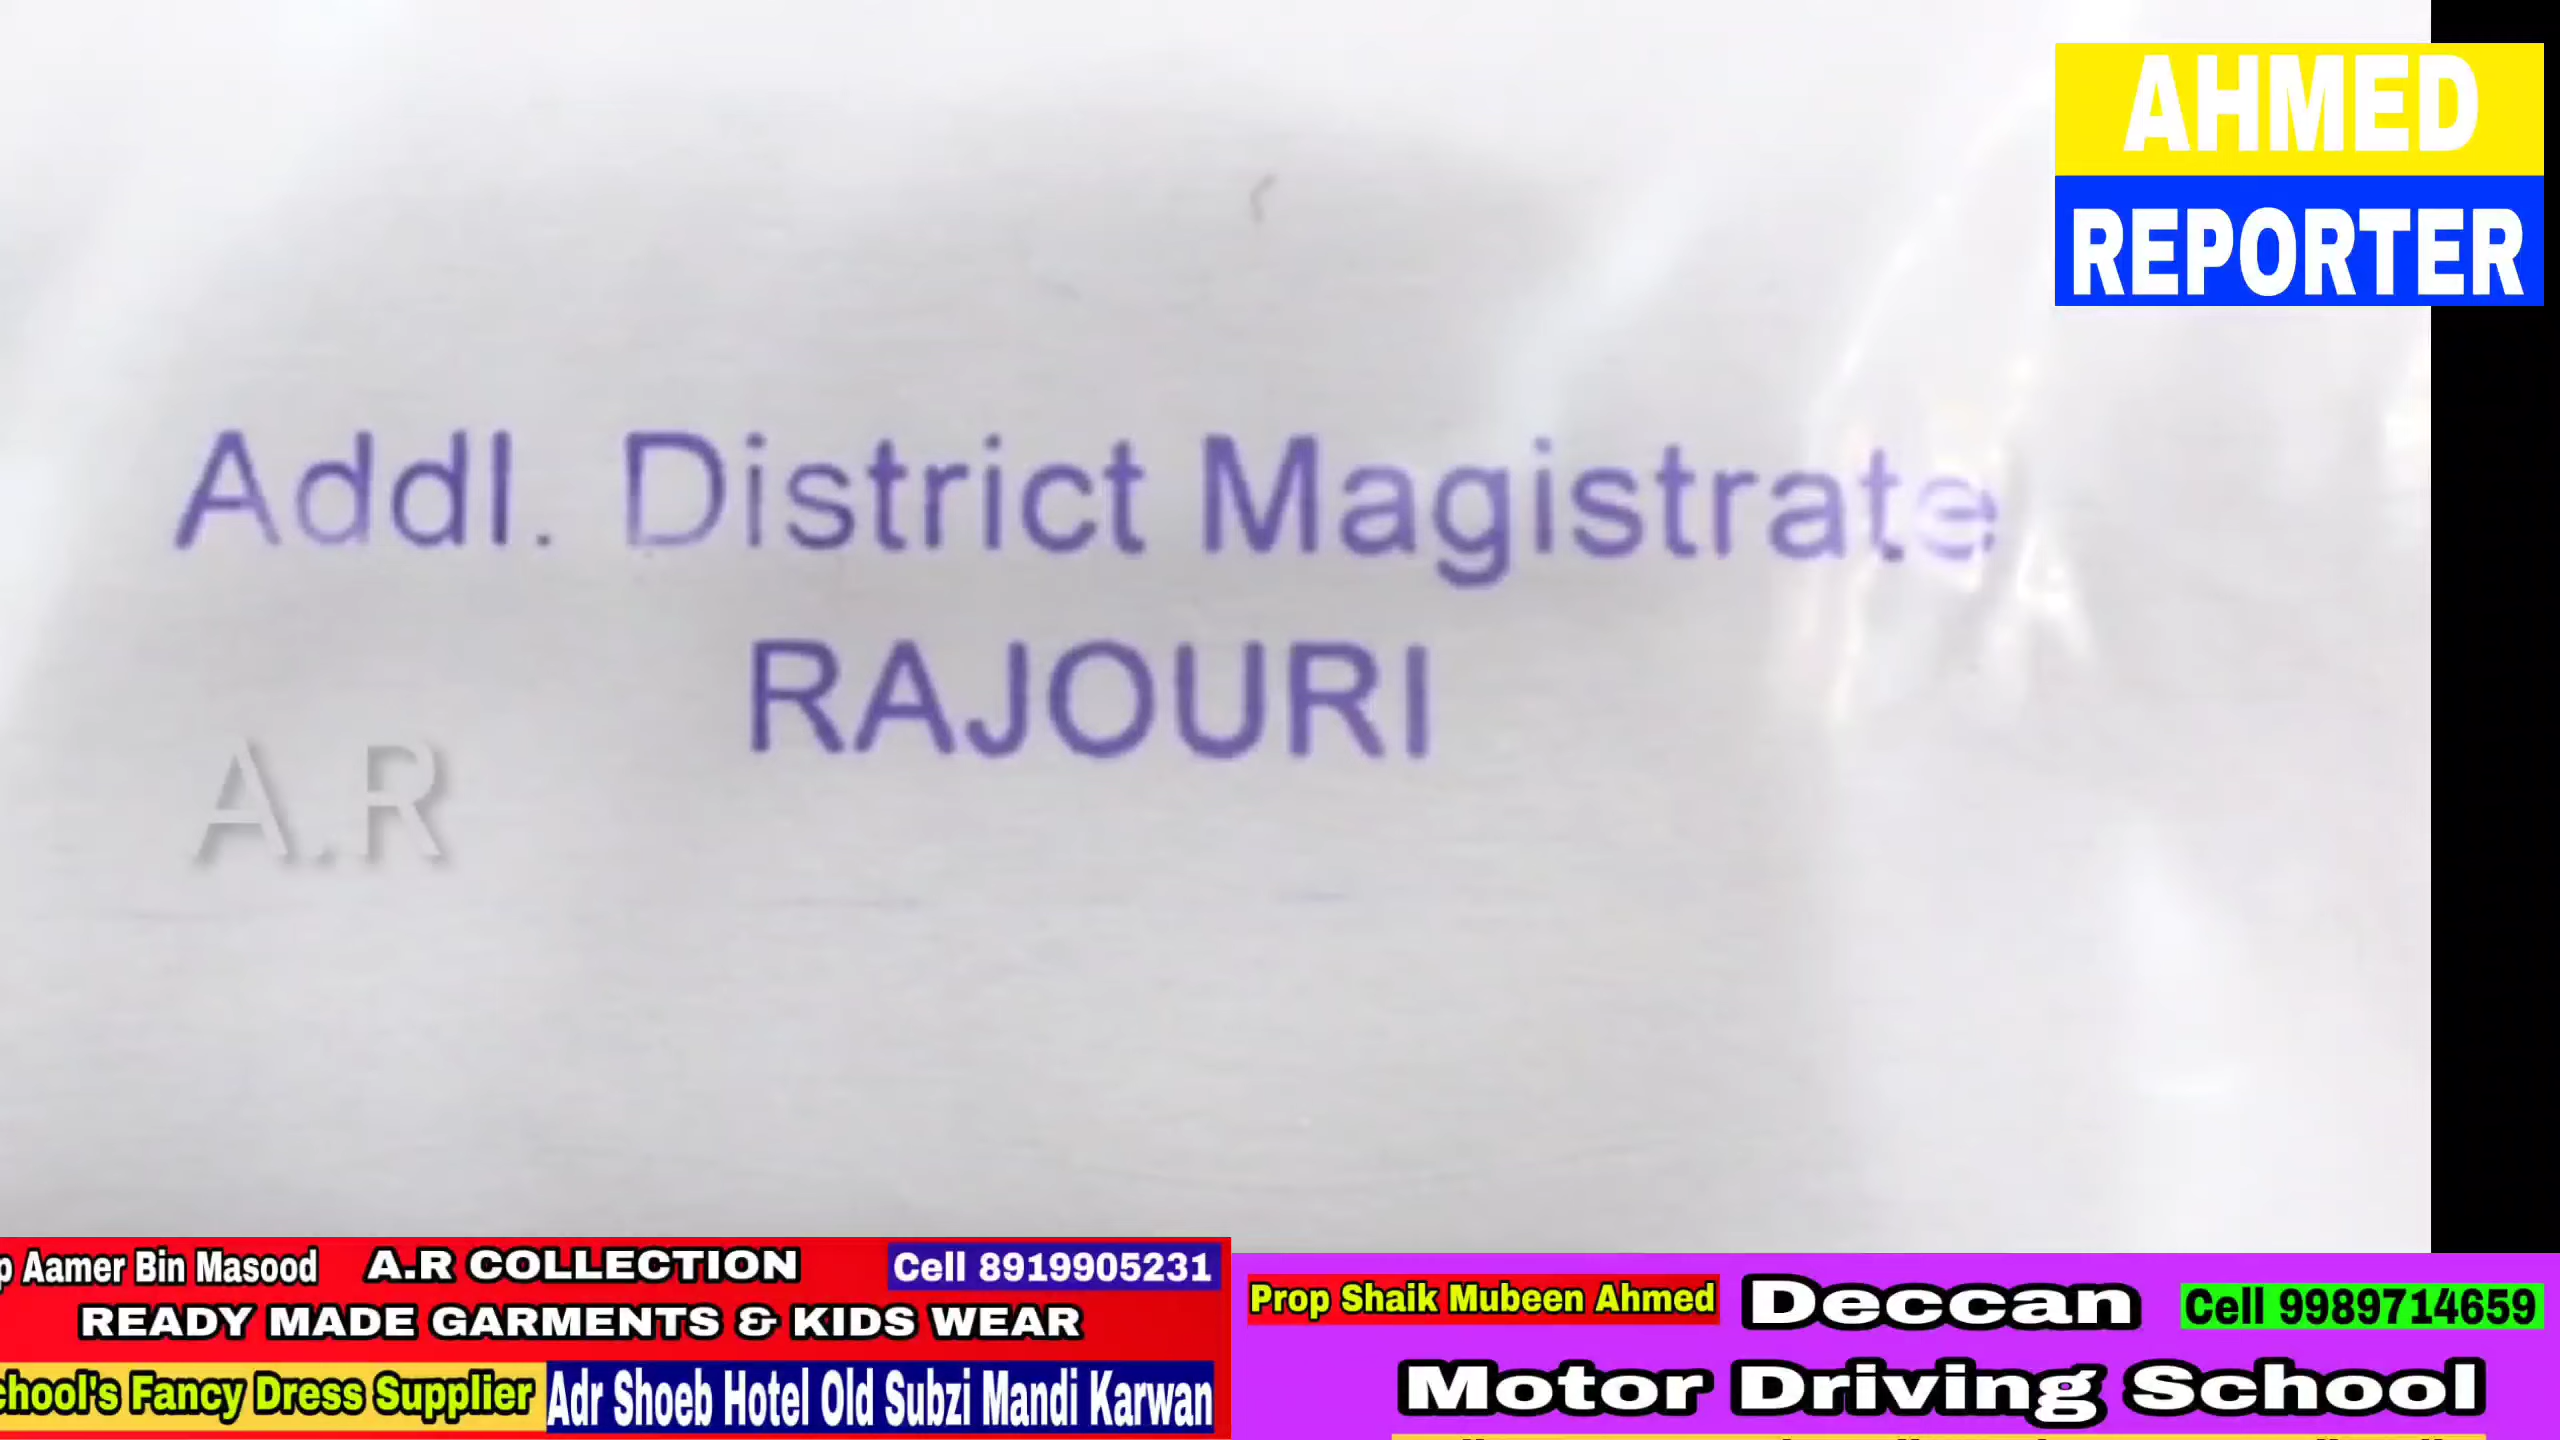 AHMED
REPORTER
Addl. District Magistrate
RAJOURI
A.R
Aamer Bin Masood A.R COLLECTION Cell 8919905231
READY MADE GARMENTS & KIDS WEAR
Fancy Dress Supplier Adr Shoeb Hotel Old Subzi Mandi Karwan
Prop Shaik Mubeen Ahmed Deccan Cell 9989714659
Motor Driving School